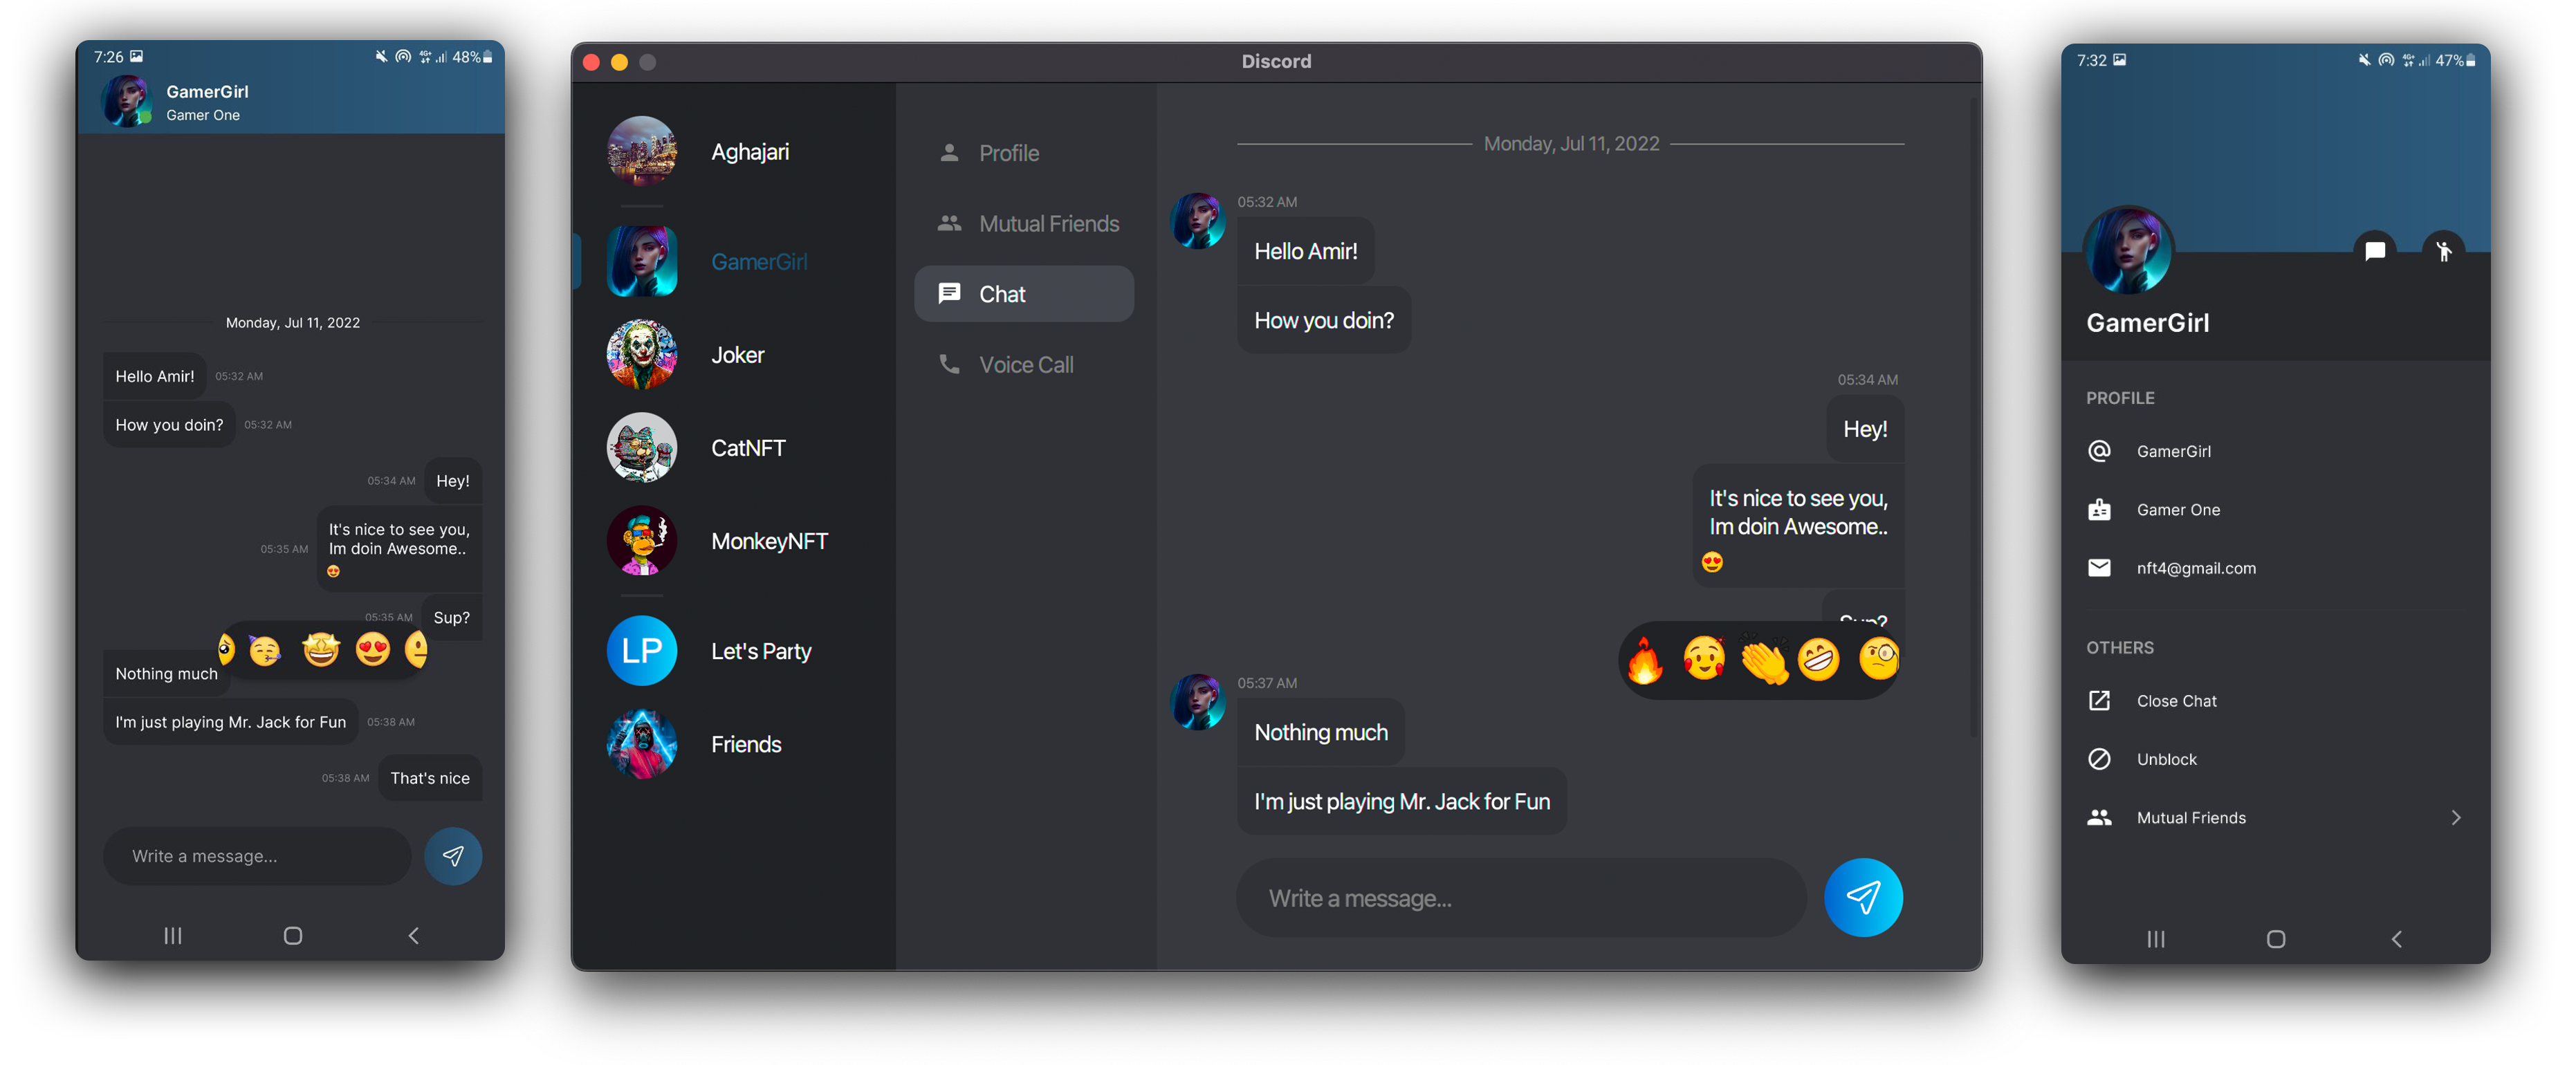 7:26
4G+ 48%
GamerGirl
Gamer One
Monday, Jul 11, 2022
Hello Amir! 05:32 AM
How you doin? 05:32 AM
05:34 AM Hey!
It's nice to see you,
05:35 AM Im doin Awesome..
😍
05:35 AM Sup?
Nothing much
I'm just playing Mr. Jack for Fun 05:38 AM
05:38 AM That's nice
Write a message...
Discord
Aghajari
GamerGirl
Joker
CatNFT
MonkeyNFT
LP Let's Party
Friends
Profile
Mutual Friends
Chat
Voice Call
Monday, Jul 11, 2022
05:32 AM
Hello Amir!
How you doin?
05:34 AM
Hey!
It's nice to see you,
Im doin Awesome..
😍
Sup?
05:37 AM
Nothing much
I'm just playing Mr. Jack for Fun
Write a message...
7:32
4G+ 47%
GamerGirl
PROFILE
GamerGirl
Gamer One
nft4@gmail.com
OTHERS
Close Chat
Unblock
Mutual Friends